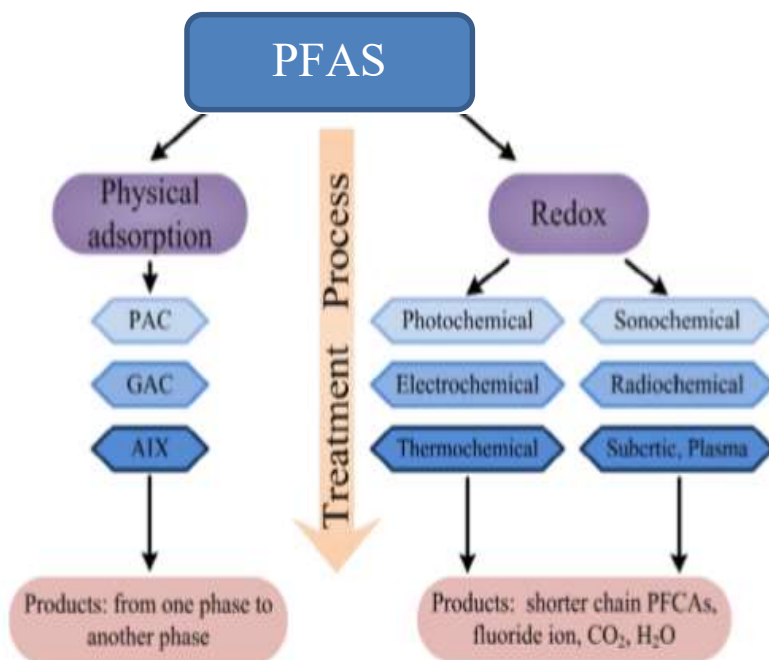 PFAS
Physical
adsorption
PAC
GAC
AIX
Products: from one phase to
another phase
Treatment Process
Redox
Photochemical
Sonochemical
Electrochemical
Radiochemical
Thermochemical
Subcrtic, Plasma
Products: shorter chain PFCAs,
fluoride ion, CO₂, H₂O